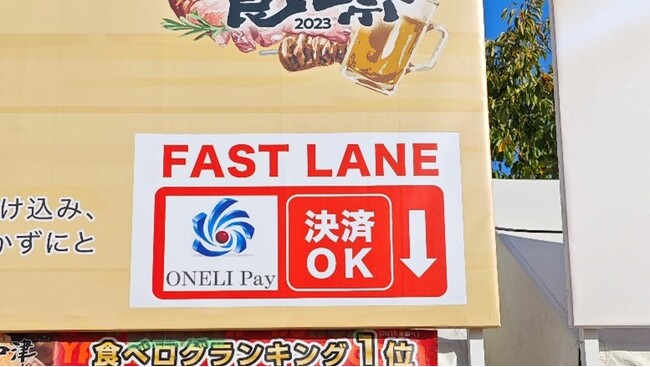 2023
FAST LANE
ONELI Pay
決済
OK
け込み、
かずにと
食べログランキング1位